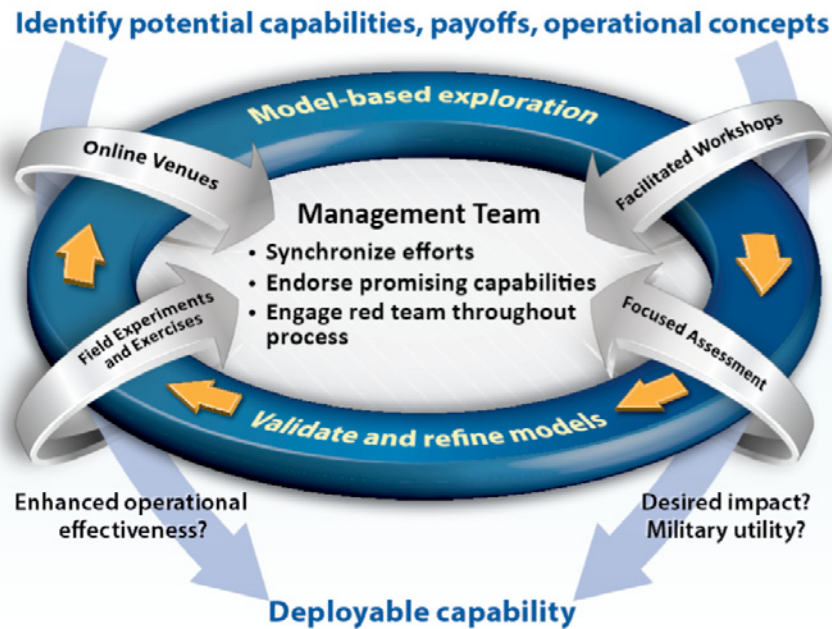 Identify potential capabilities, payoffs, operational concepts
Model-based exploration
Online Venues
Facilitated Workshops
Management Team
• Synchronize efforts
• Endorse promising capabilities
• Engage red team throughout
process
Field Experiments
and Exercises
Focused Assessment
Validate and refine models
Enhanced operational
effectiveness?
Desired impact?
Military utility?
Deployable capability